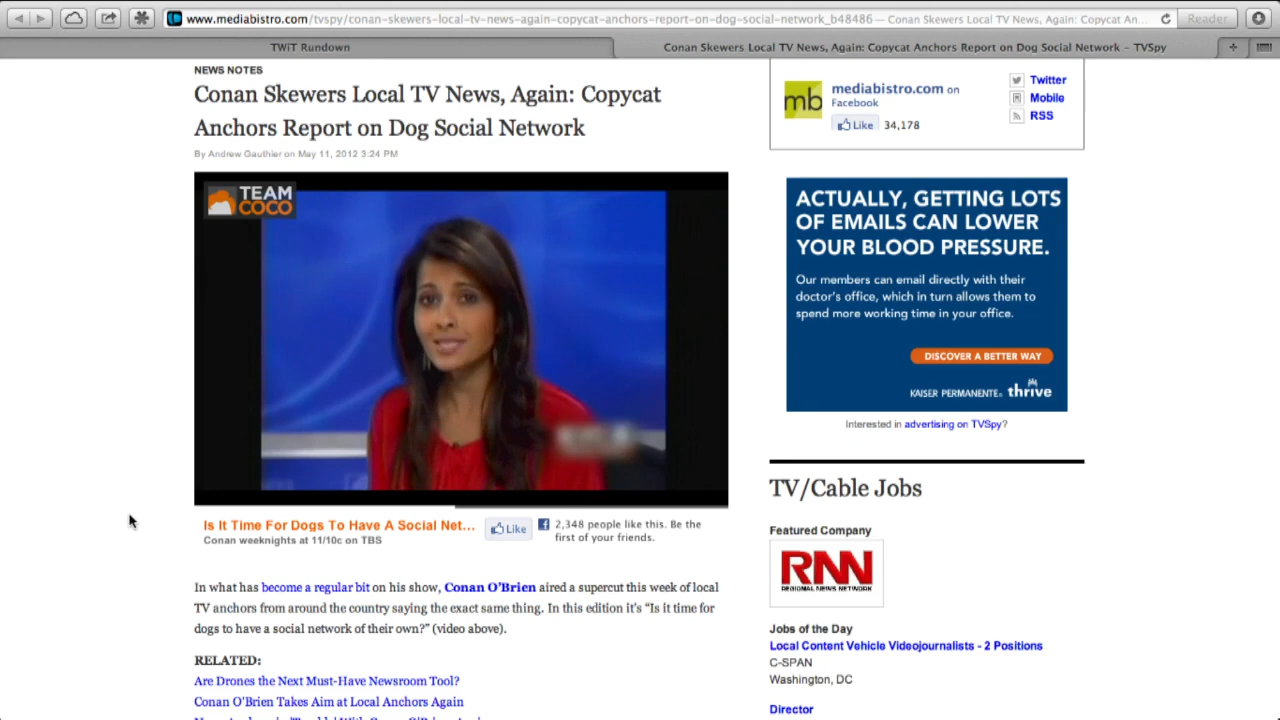 www.mediabistro.com/tvspy/conan-skewers-local-tv-news-again-copycat-anchors-report-on-dog-social-network_b48486 — Conan Skewers Local TV News, Again: Copycat An...
Reader
TWiT Rundown
Conan Skewers Local TV News, Again: Copycat Anchors Report on Dog Social Network – TVSpy
NEWS NOTES
Conan Skewers Local TV News, Again: Copycat
Anchors Report on Dog Social Network
By Andrew Gauthier on May 11, 2012 3:24 PM
TEAM
COCO
Is It Time For Dogs To Have A Social Net...
Conan weeknights at 11/10c on TBS
Like
2,348 people like this. Be the
first of your friends.
In what has become a regular bit on his show, Conan O'Brien aired a supercut this week of local
TV anchors from around the country saying the exact same thing. In this edition it's “Is it time for
dogs to have a social network of their own?” (video above).
RELATED:
Are Drones the Next Must-Have Newsroom Tool?
Conan O'Brien Takes Aim at Local Anchors Again
mb
mediabistro.com on
Facebook
Like 34,178
Twitter
Mobile
RSS
ACTUALLY, GETTING LOTS
OF EMAILS CAN LOWER
YOUR BLOOD PRESSURE.
Our members can email directly with their
doctor's office, which in turn allows them to
spend more working time in your office.
DISCOVER A BETTER WAY
KAISER PERMANENTE® thrive
Interested in advertising on TVSpy?
TV/Cable Jobs
Featured Company
RNN
REGIONAL NEWS NETWORK
Jobs of the Day
Local Content Vehicle Videojournalists - 2 Positions
C-SPAN
Washington, DC
Director